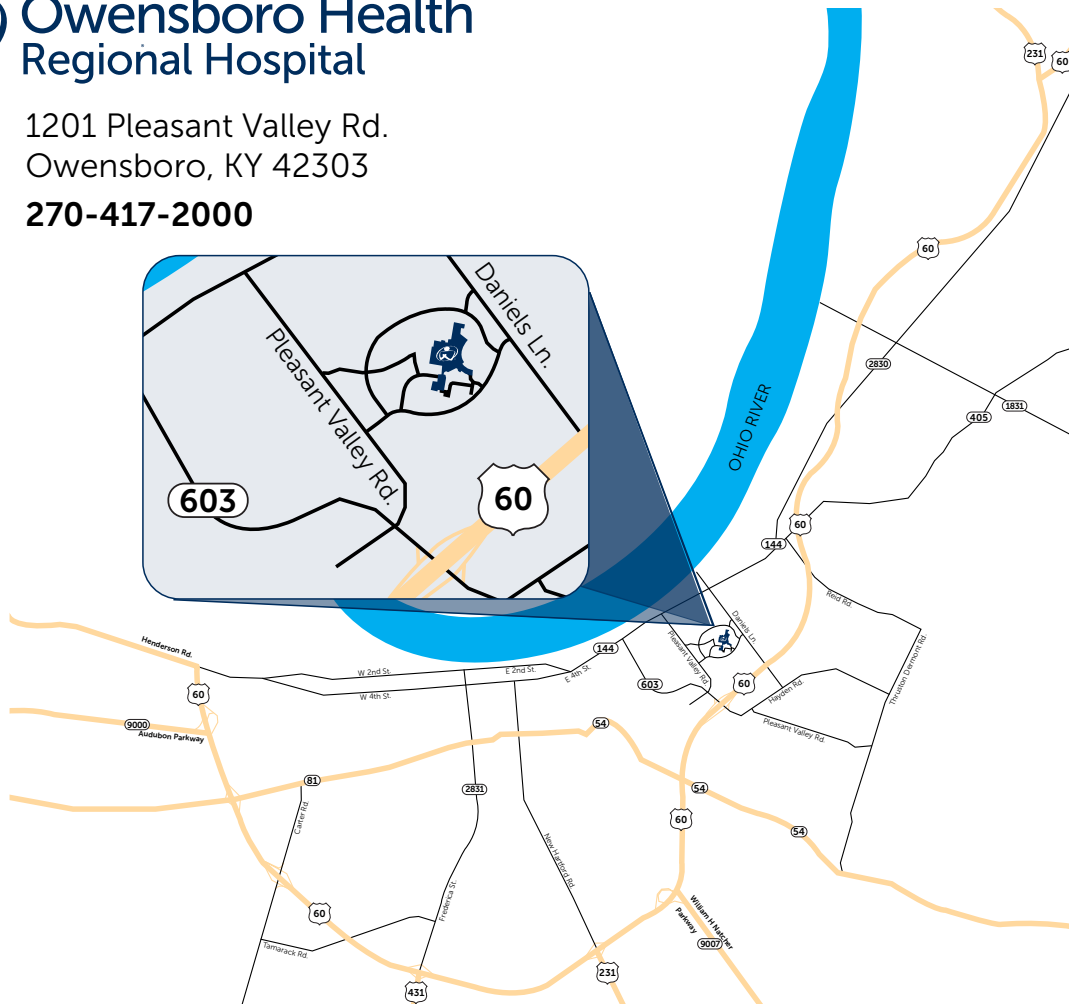 Owensboro Health
Regional Hospital
1201 Pleasant Valley Rd.
Owensboro, KY 42303
270-417-2000
231
60
60
Daniels Ln.
Pleasant Valley Rd.
603
60
2830
1831
405
OHIO RIVER
60
144
Reid Rd.
Daniels Ln.
Pleasant Valley Rd.
Thruston Dermont Rd.
Henderson Rd.
144
W 2nd St.
E 2nd St.
E 4th St.
W 4th St.
603
60
Hayden Rd.
60
Pleasant Valley Rd.
9000
Audubon Parkway
54
81
2831
54
Carter Rd.
60
54
New Hartford Rd.
Frederica St.
60
William H Natcher
Parkway
9007
Tamarack Rd.
231
431